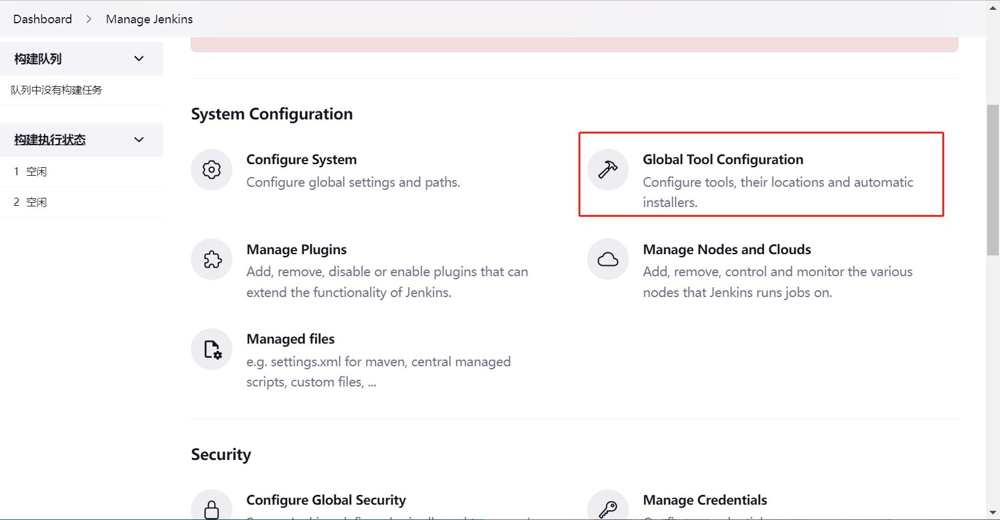 Dashboard > Manage Jenkins
构建队列
队列中没有构建任务
构建执行状态
1 空闲
2 空闲
System Configuration
Configure System
Configure global settings and paths.
Global Tool Configuration
Configure tools, their locations and automatic
installers.
Manage Plugins
Add, remove, disable or enable plugins that can
extend the functionality of Jenkins.
Manage Nodes and Clouds
Add, remove, control and monitor the various
nodes that Jenkins runs jobs on.
Managed files
e.g. settings.xml for maven, central managed
scripts, custom files, ...
Security
Configure Global Security
Manage Credentials